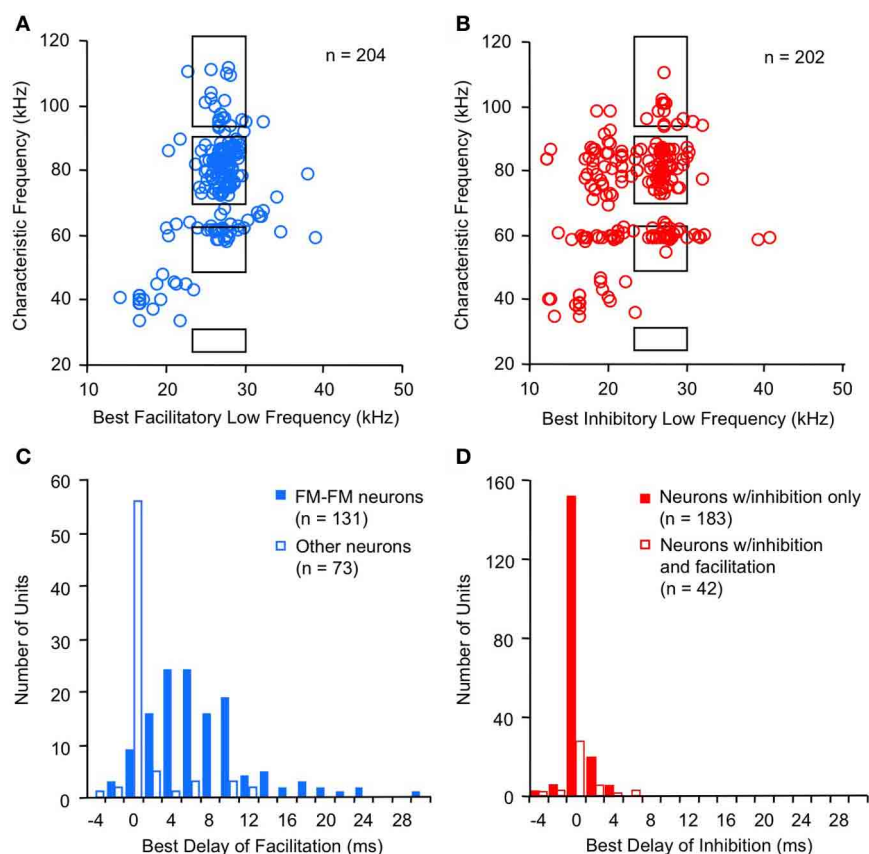 A
B
120
100
80
60
40
20
Characteristic Frequency (kHz)
n = 204
10 20 30 40 50
Best Facilitatory Low Frequency (kHz)
120
100
80
60
40
20
Characteristic Frequency (kHz)
n = 202
10 20 30 40 50
Best Inhibitory Low Frequency (kHz)
C
D
60
50
40
30
20
10
0
Number of Units
FM-FM neurons
(n = 131)
Other neurons
(n = 73)
-4 0 4 8 12 16 20 24 28
Best Delay of Facilitation (ms)
160
120
80
40
0
Number of Units
Neurons w/inhibition only
(n = 183)
Neurons w/inhibition
and facilitation
(n = 42)
-4 0 4 8 12 16 20 24 28
Best Delay of Inhibition (ms)